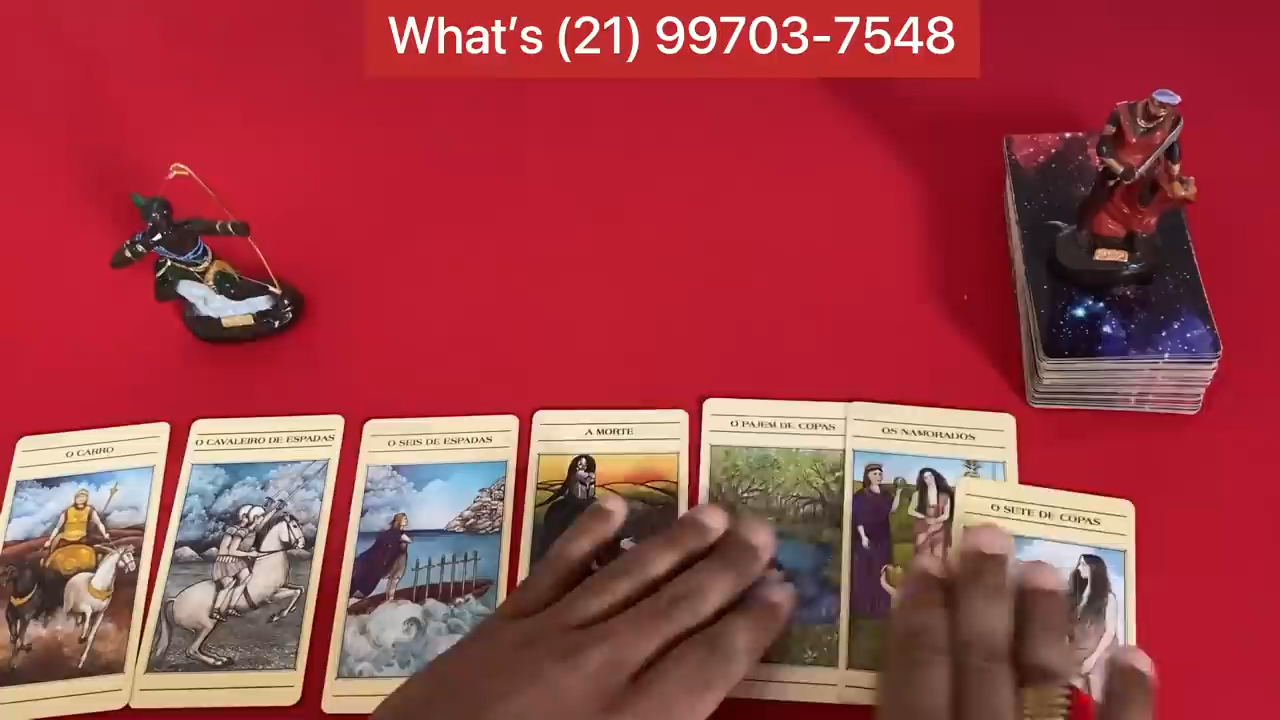 What’s (21) 99703-7548
O CARRO
O CAVALEIRO DE ESPADAS
O SEIS DE ESPADAS
A MORTE
O PAJEM DE COPAS
OS NAMORADOS
O SETE DE COPAS